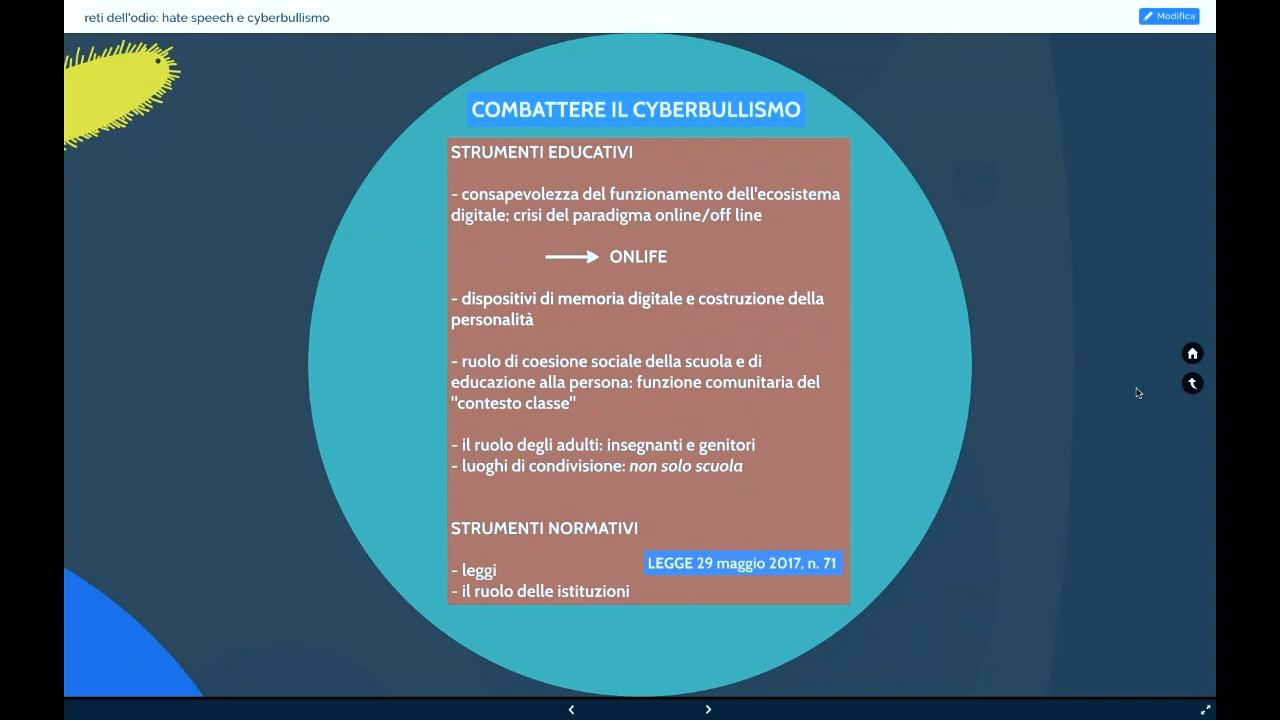 reti dell'odio: hate speech e cyberbullismo
Modifica
COMBATTERE IL CYBERBULLISMO
STRUMENTI EDUCATIVI
- consapevolezza del funzionamento dell'ecosistema
digitale; crisi del paradigma online/off line
ONLIFE
- dispositivi di memoria digitale e costruzione della
personalità
- ruolo di coesione sociale della scuola e di
educazione alla persona: funzione comunitaria del
"contesto classe"
- il ruolo degli adulti: insegnanti e genitori
- luoghi di condivisione: non solo scuola
STRUMENTI NORMATIVI
LEGGE 29 maggio 2017, n. 71
- leggi
- il ruolo delle istituzioni